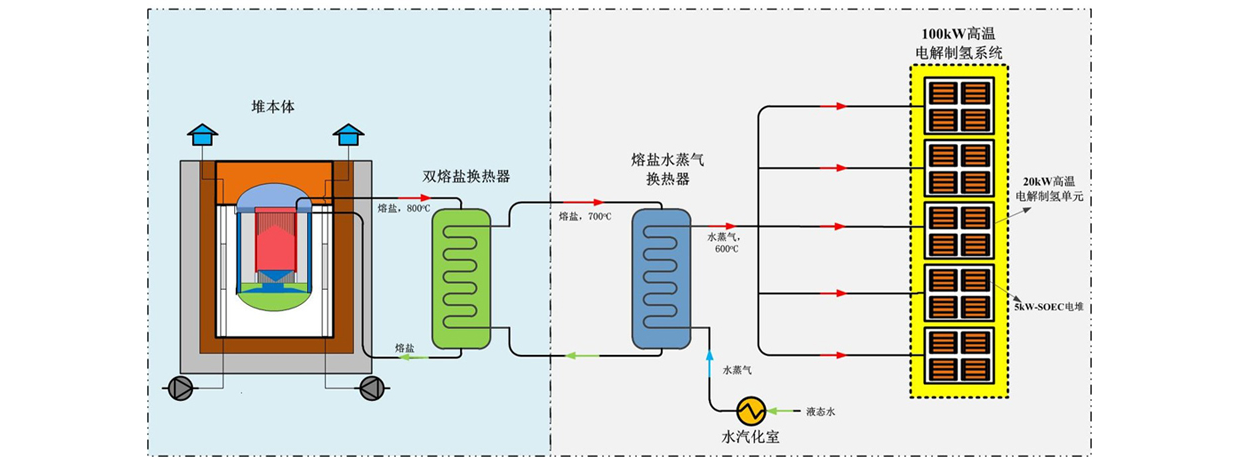 100kW高温
电解制氢系统
堆本体
双熔盐换热器
熔盐水蒸气
换热器
20kW高温
电解制氢单元
熔盐，800℃
熔盐，700℃
水蒸气，
600℃
5kW-SOEC电堆
熔盐
水蒸气
液态水
水汽化室